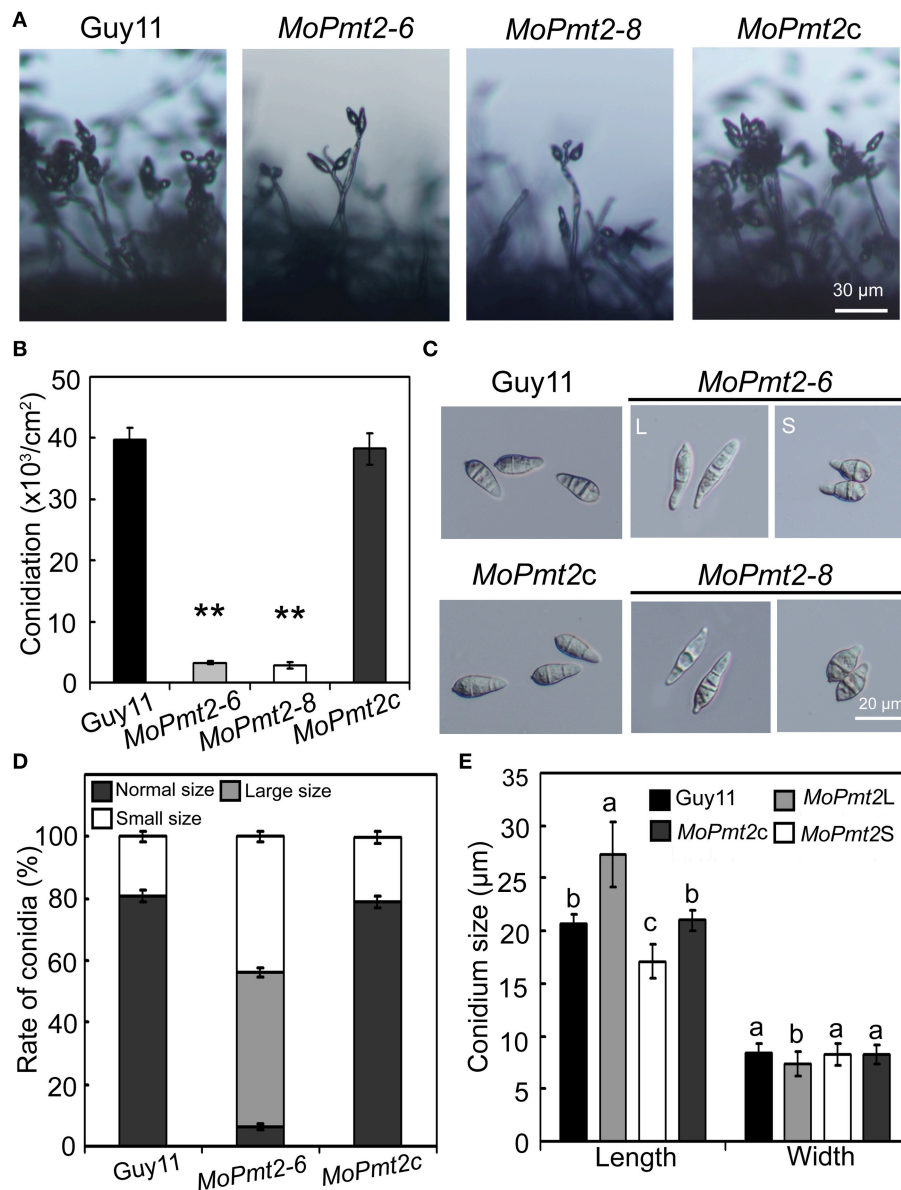 A
Guy11
MoPmt2-6
MoPmt2-8
MoPmt2c
30 µm
B
Conidiation (x10³/cm²)
50
40
30
20
10
0
**
**
Guy11
MoPmt2-6
MoPmt2-8
MoPmt2c
C
Guy11
MoPmt2-6
L
S
MoPmt2c
MoPmt2-8
20 µm
D
Normal size
Large size
Small size
Rate of conidia (%)
100
80
60
40
20
0
Guy11
MoPmt2-6
MoPmt2c
E
Conidium size (µm)
35
30
25
20
15
10
5
0
Guy11
MoPmt2L
MoPmt2c
MoPmt2S
b
a
c
b
a
b
a
a
Length
Width